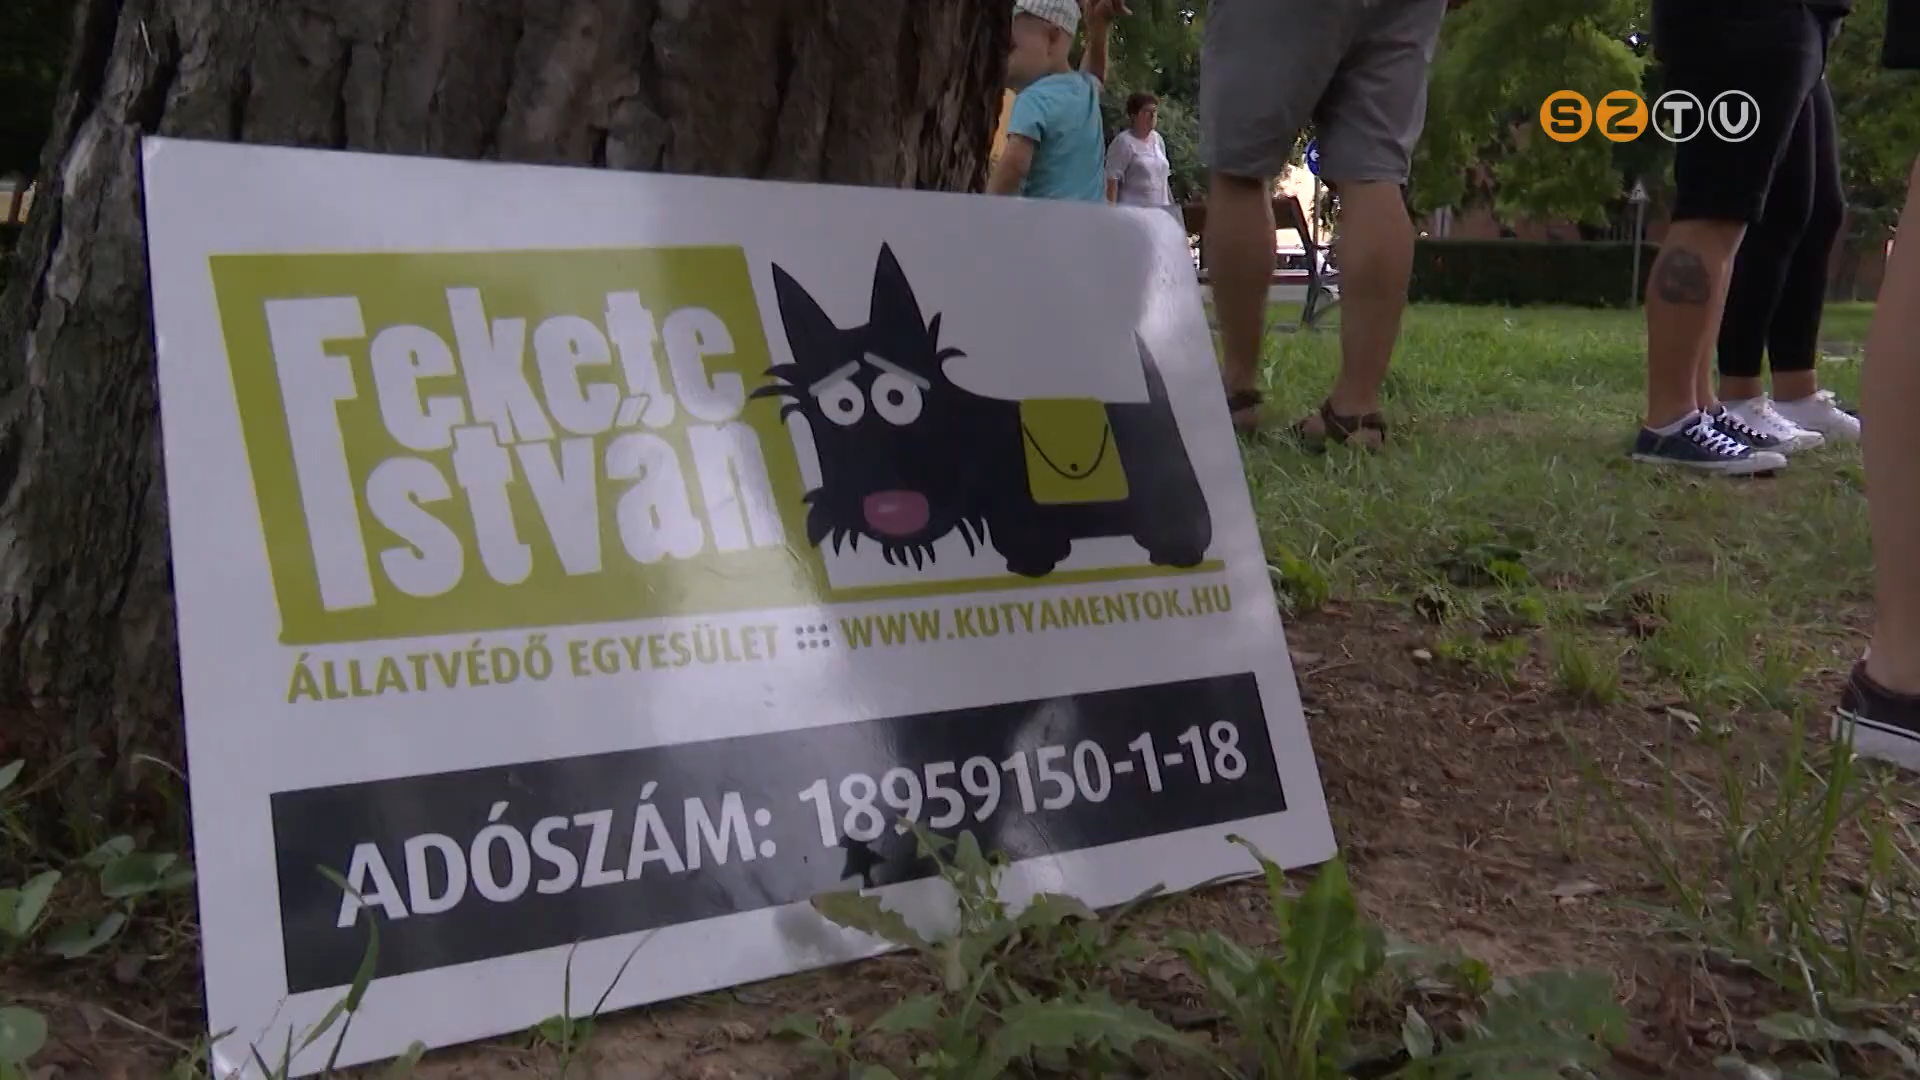 SZTV
Fekete
István
ÁLLATVÉDŐ EGYESÜLET WWW.KUTYAMENTOK.HU
ADÓSZÁM: 18959150-1-18